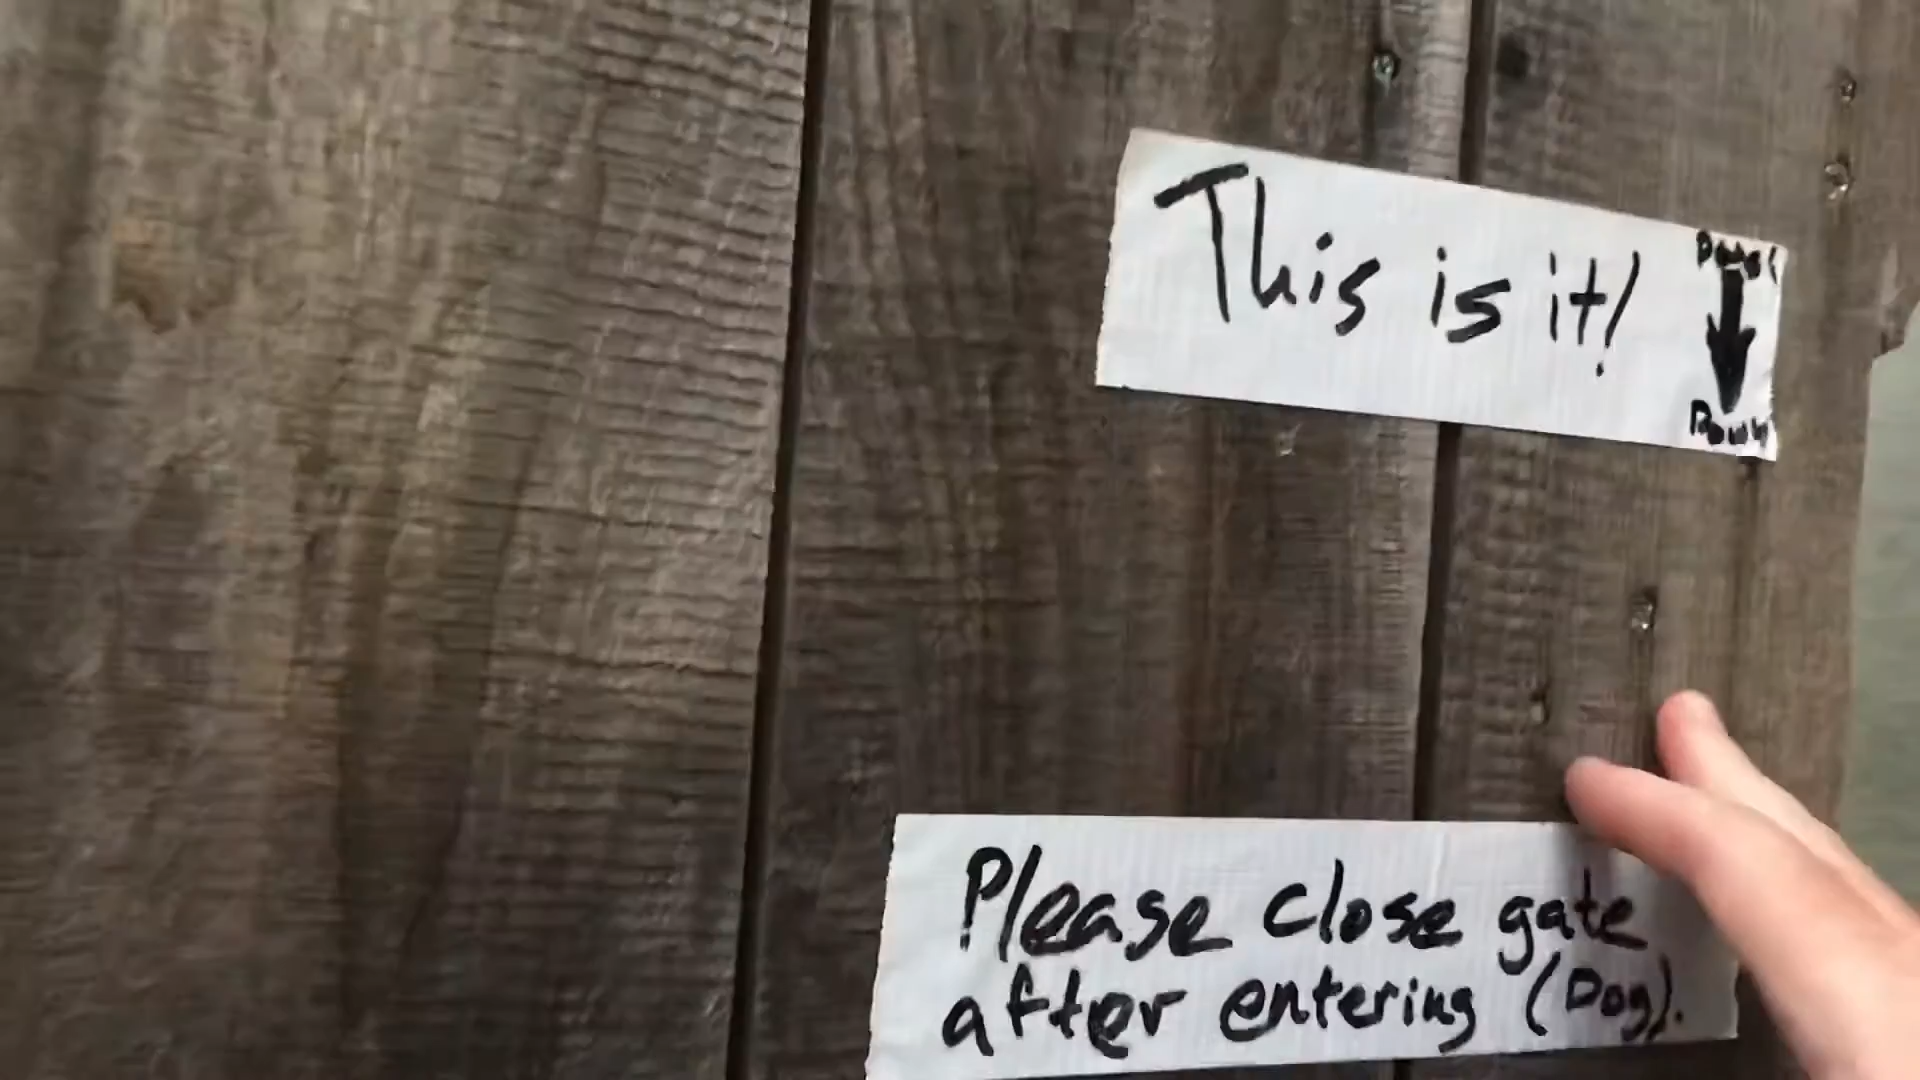 This is it!
Down
Please close gate
after entering (Dog).